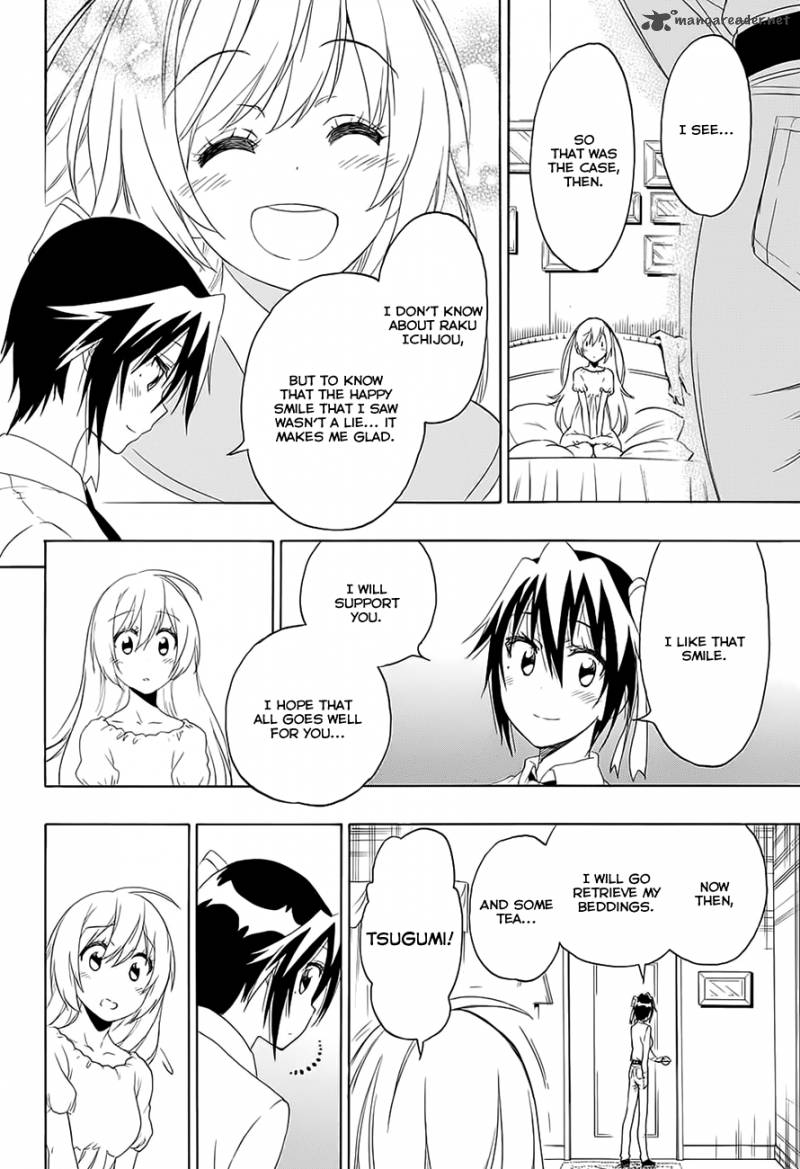 mangareader.net
I SEE...
SO
THAT WAS
THE CASE,
THEN.
I DON'T KNOW
ABOUT RAKU
ICHIJOU,
BUT TO KNOW
THAT THE HAPPY
SMILE THAT I SAW
WASN'T A LIE... IT
MAKES ME GLAD.
I LIKE THAT
SMILE.
I WILL
SUPPORT
YOU.
I HOPE THAT
ALL GOES WELL
FOR YOU...
NOW
THEN,
I WILL GO
RETRIEVE MY
BEDDINGS.
AND SOME
TEA...
TSUGUMI!